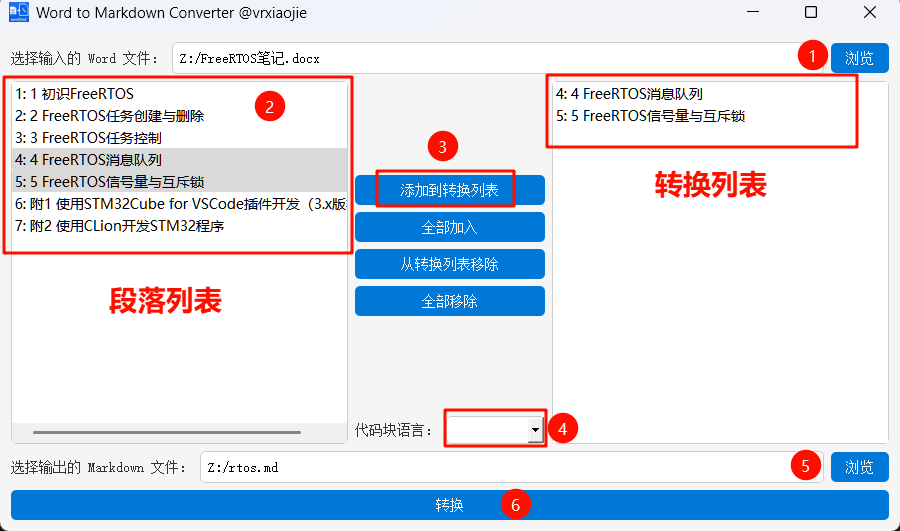 Word to Markdown Converter @vrxiaojie
选择输入的 Word 文件： Z:/FreeRTOS笔记.docx 1 浏览
1: 1 初识FreeRTOS
2: 2 FreeRTOS任务创建与删除
3: 3 FreeRTOS任务控制
4: 4 FreeRTOS消息队列
5: 5 FreeRTOS信号量与互斥锁
6: 附1 使用STM32Cube for VSCode插件开发（3.x版
7: 附2 使用CLion开发STM32程序
2
段落列表
3
添加到转换列表
全部加入
从转换列表移除
全部移除
4: 4 FreeRTOS消息队列
5: 5 FreeRTOS信号量与互斥锁
转换列表
代码块语言： 4
选择输出的 Markdown 文件： Z:/rtos.md 5 浏览
转换 6